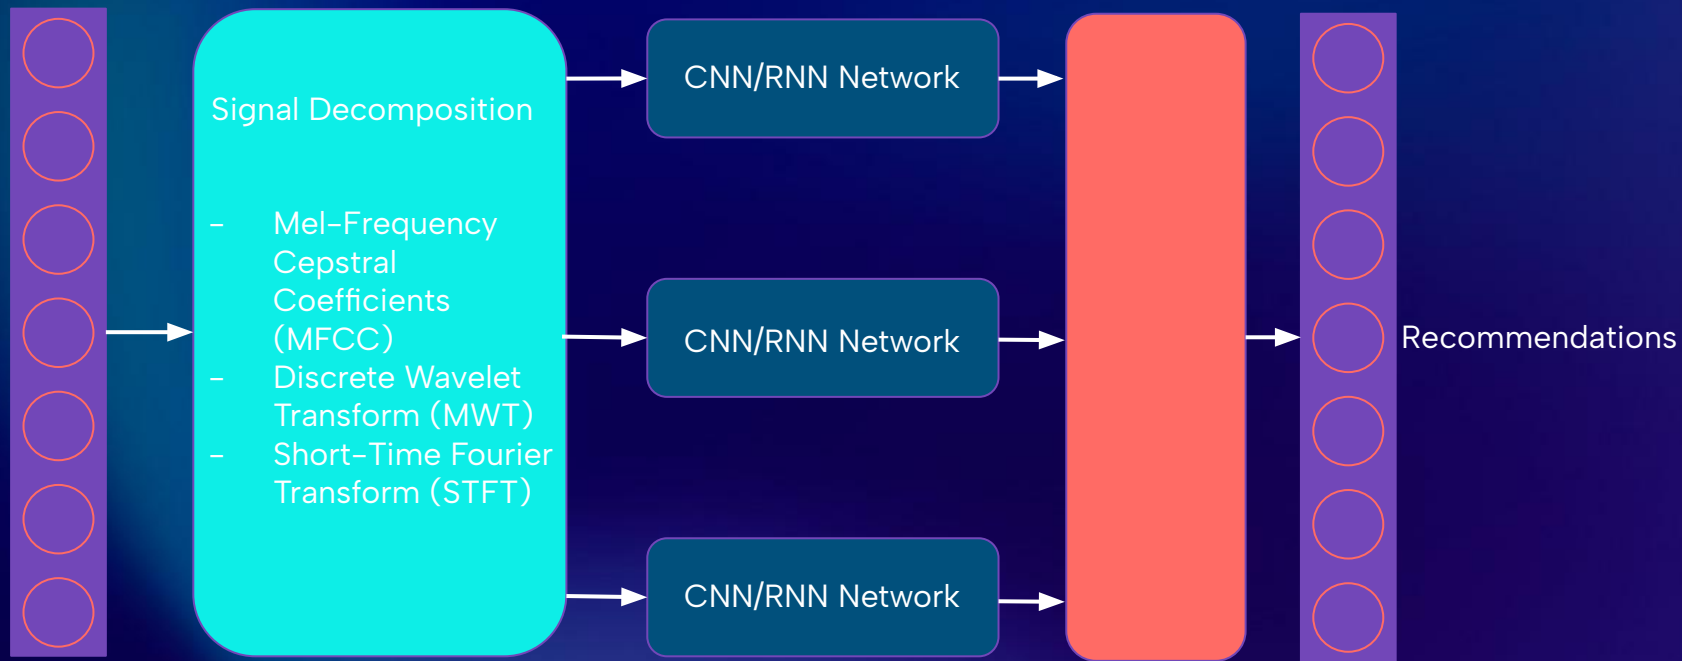 Signal Decomposition
- Mel-Frequency
Cepstral
Coefficients
(MFCC)
- Discrete Wavelet
Transform (MWT)
- Short-Time Fourier
Transform (STFT)
CNN/RNN Network
CNN/RNN Network
CNN/RNN Network
Recommendations